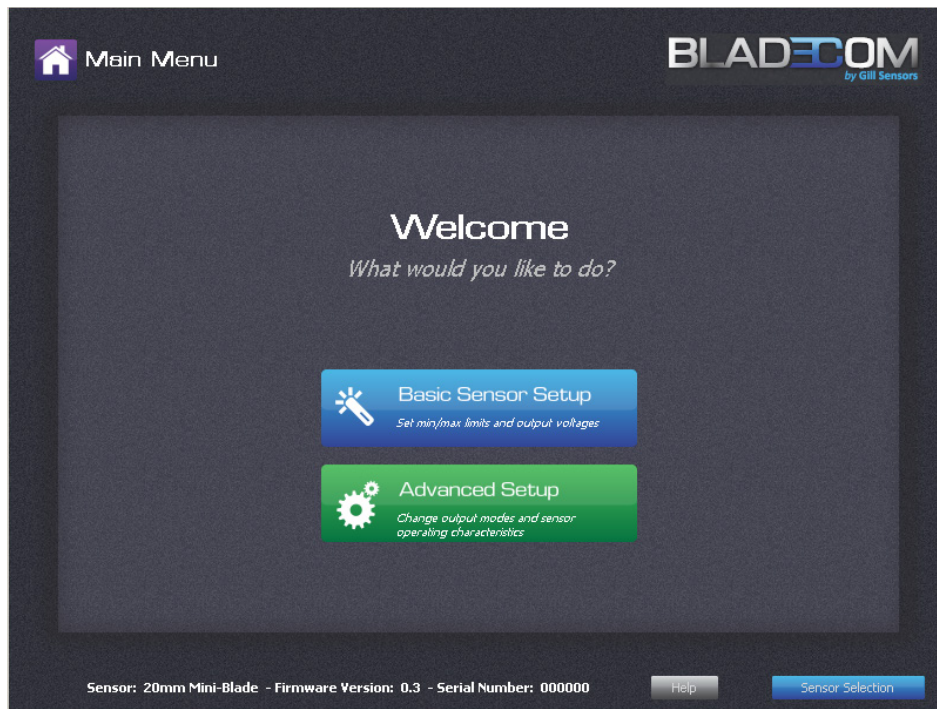 Main Menu
BLADECOM
by Gill Sensors
Welcome
What would you like to do?
Basic Sensor Setup
Set min/max limits and output voltages
Advanced Setup
Change output modes and sensor
operating characteristics
Sensor: 20mm Mini-Blade - Firmware Version: 0.3 - Serial Number: 000000
Help
Sensor Selection